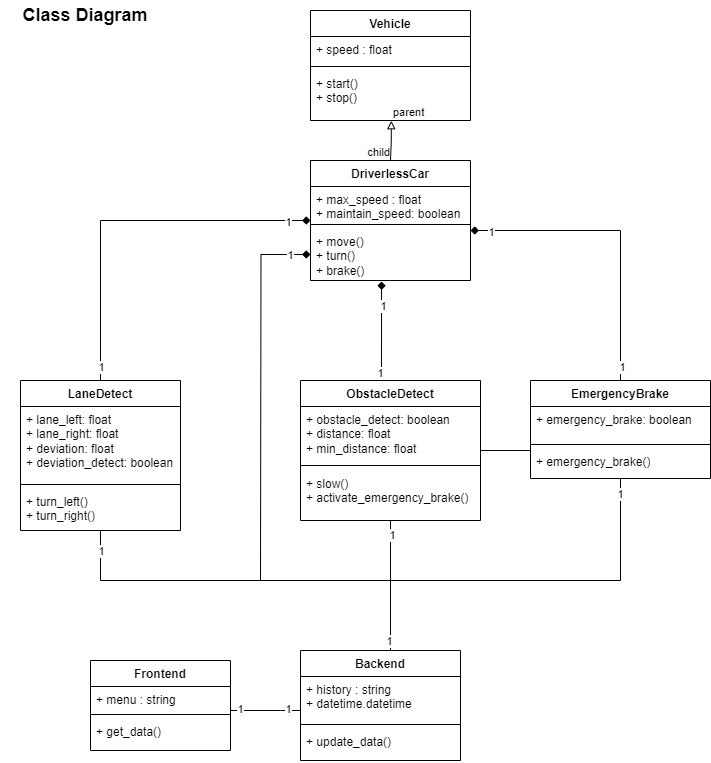 Class Diagram
Vehicle
+ speed : float
+ start()
+ stop()
parent
child
DriverlessCar
+ max_speed : float
+ maintain_speed: boolean
+ move()
+ turn()
+ brake()
1
1
1
1
1
1
1
LaneDetect
+ lane_left: float
+ lane_right: float
+ deviation: float
+ deviation_detect: boolean
+ turn_left()
+ turn_right()
ObstacleDetect
+ obstacle_detect: boolean
+ distance: float
+ min_distance: float
+ slow()
+ activate_emergency_brake()
EmergencyBrake
+ emergency_brake: boolean
+ emergency_brake()
1
1
1
1
Frontend
+ menu : string
+ get_data()
1
1
Backend
+ history : string
+ datetime.datetime
+ update_data()